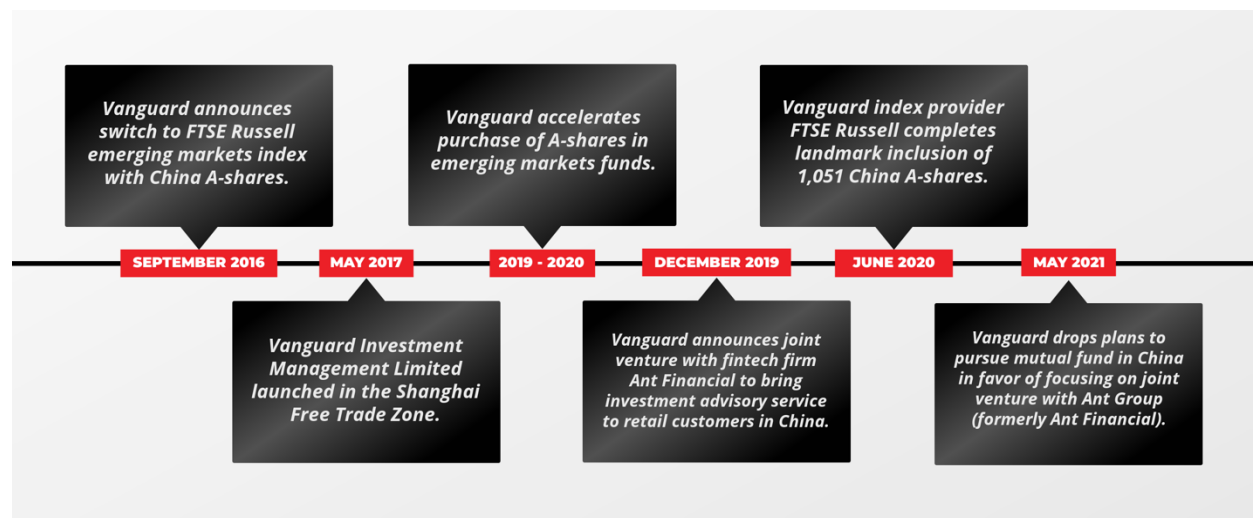 Vanguard announces
switch to FTSE Russell
emerging markets index
with China A-shares.
SEPTEMBER 2016
MAY 2017
Vanguard Investment
Management Limited
launched in the Shanghai
Free Trade Zone.
Vanguard accelerates
purchase of A-shares in
emerging markets funds.
2019 - 2020
DECEMBER 2019
Vanguard announces joint
venture with fintech firm
Ant Financial to bring
investment advisory service
to retail customers in China.
Vanguard index provider
FTSE Russell completes
landmark inclusion of
1,051 China A-shares.
JUNE 2020
MAY 2021
Vanguard drops plans to
pursue mutual fund in China
in favor of focusing on joint
venture with Ant Group
(formerly Ant Financial).